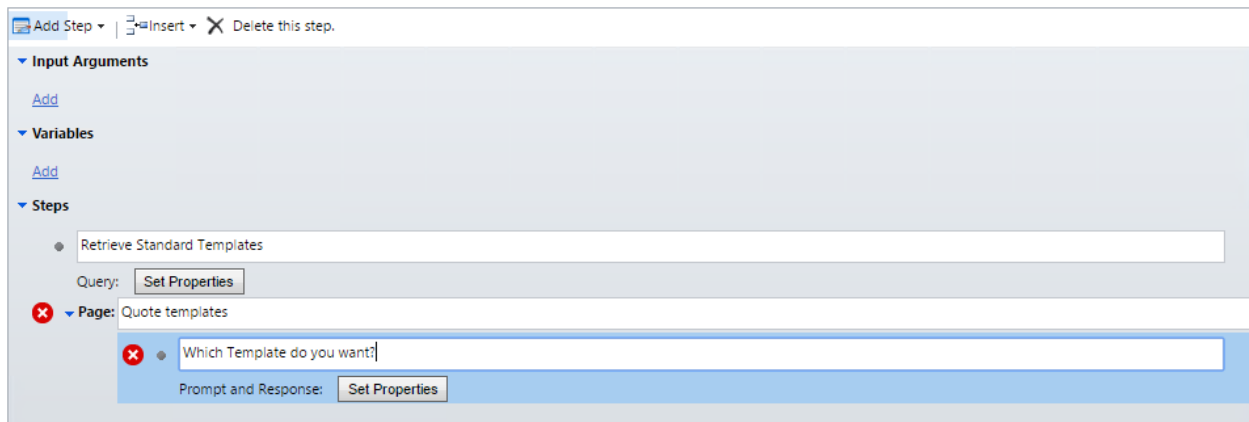 Add Step Insert Delete this step.
Input Arguments
Add
Variables
Add
Steps
Retrieve Standard Templates
Query: Set Properties
Page: Quote templates
Which Template do you want?
Prompt and Response: Set Properties